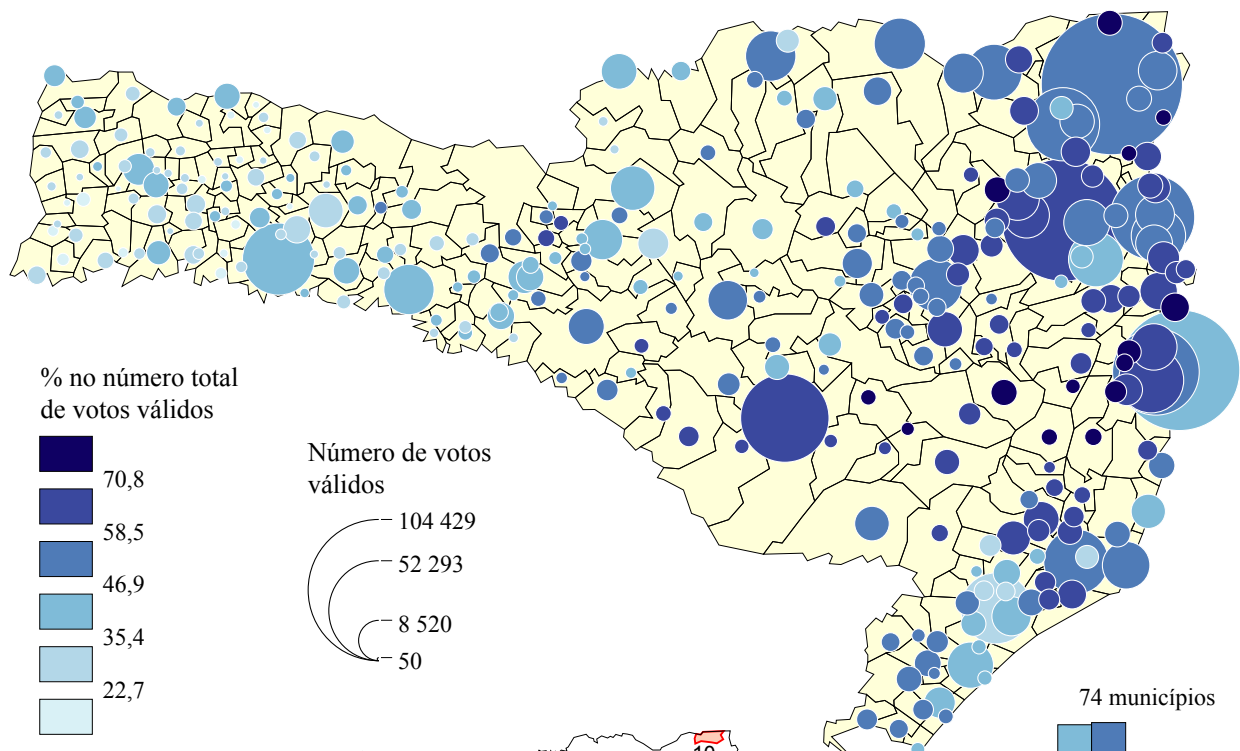 % no número total
de votos válidos
70,8
58,5
46,9
35,4
22,7
Número de votos
válidos
104 429
52 293
8 520
50
74 municípios